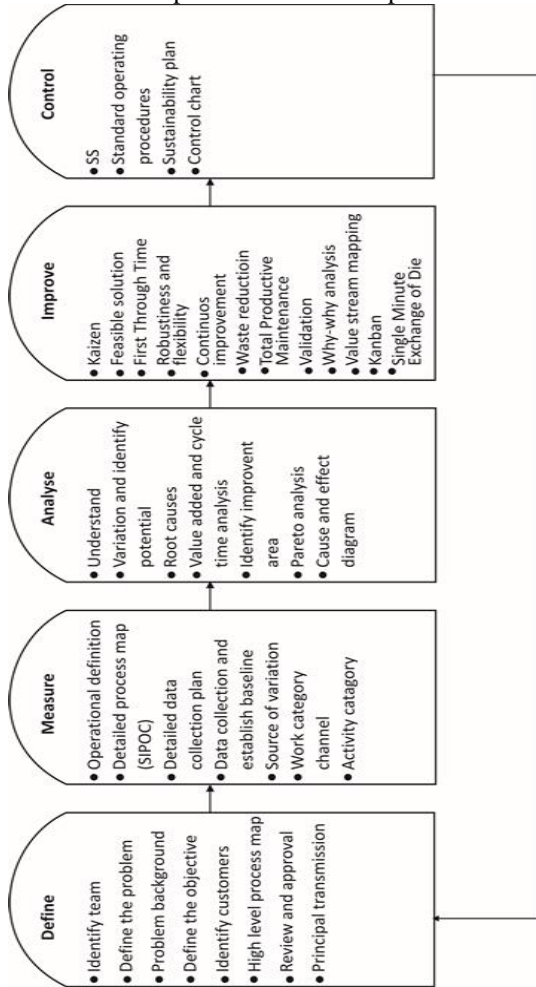 Define
• Identify team
• Define the problem
• Problem background
• Define the objective
• Identify customers
• High level process map
• Review and approval
• Principal transmission
Measure
• Operational definition
• Detailed process map
(SIPOC)
• Detailed data
collection plan
• Data collection and
establish baseline
• Source of variation
• Work category
channel
• Activity catagory
Analyse
• Understand
• Variation and identify
potential
• Root causes
• Value added and cycle
time analysis
• Identify improvent
area
• Pareto analysis
• Cause and effect
diagram
Improve
• Kaizen
• Feasible solution
• First Through Time
Robustiness and
flexibility
• Continuos
improvement
• Waste reductioin
• Total Productive
Maintenance
• Validation
• Why-why analysis
• Value stream mapping
• Kanban
• Single Minute
Exchange of Die
Control
• SS
• Standard operating
procedures
• Sustainability plan
• Control chart